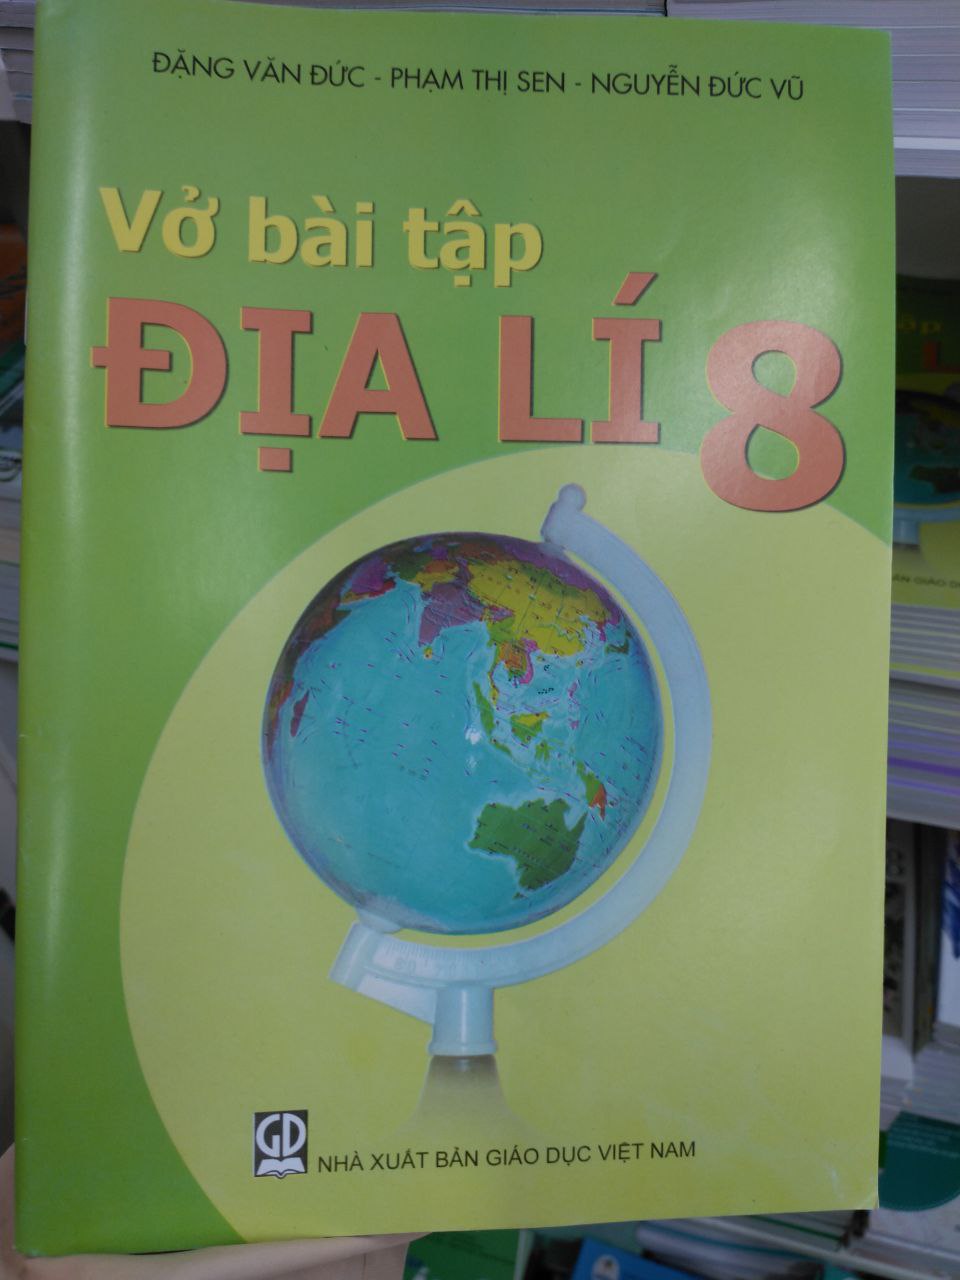 ĐẶNG VĂN ĐỨC - PHẠM THỊ SEN - NGUYỄN ĐỨC VŨ
Vở bài tập
ĐỊA LÍ 8
GD
NHÀ XUẤT BẢN GIÁO DỤC VIỆT NAM